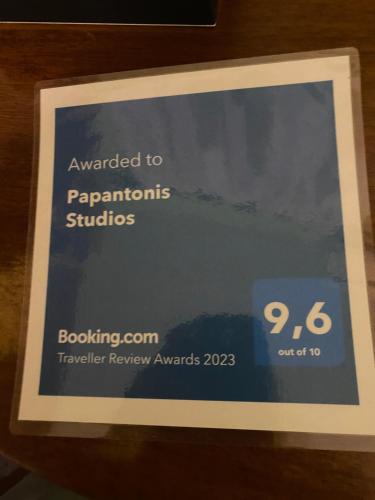 Awarded to
Papantonis
Studios
Booking.com
Traveller Review Awards 2023
9,6
out of 10